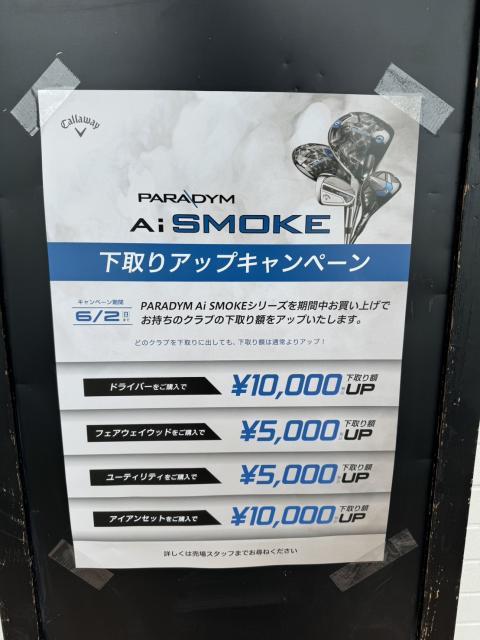 Callaway
PARADYM
Ai SMOKE
下取りアップキャンペーン
キャンペーン期間
6/2 日 まで
PARADYM Ai SMOKEシリーズを期間中お買い上げで
お持ちのクラブの下取り額をアップいたします。
どのクラブを下取りに出しても、下取り額は通常よりアップ!
ドライバーをご購入で ¥10,000 下取り額 UP
フェアウェイウッドをご購入で ¥5,000 下取り額 UP
ユーティリティをご購入で ¥5,000 下取り額 UP
アイアンセットをご購入で ¥10,000 下取り額 UP
詳しくは売場スタッフまでお尋ねください